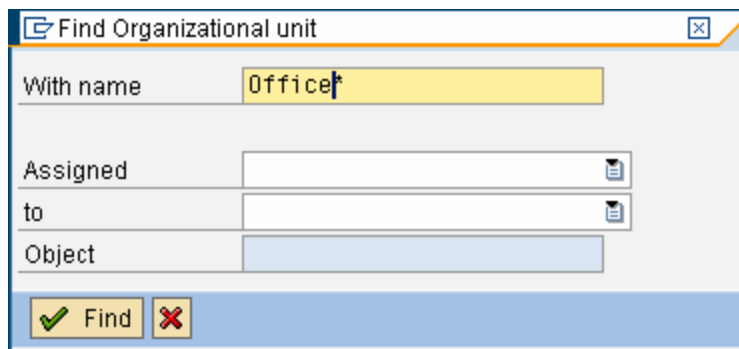 Find Organizational unit
With name Office*
Assigned
to
Object
Find